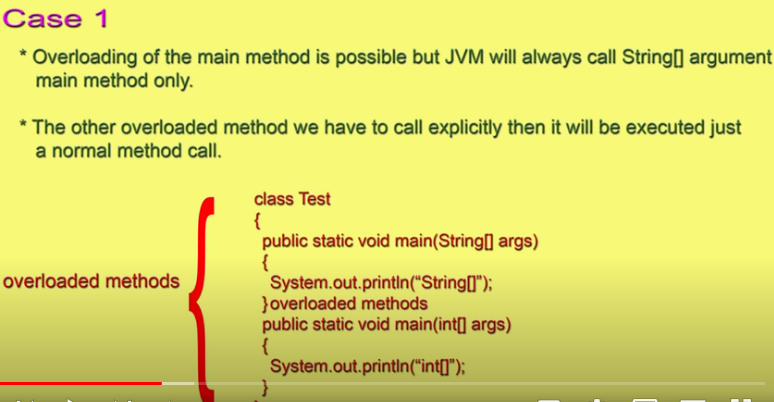 Case 1
* Overloading of the main method is possible but JVM will always call String[] argument
main method only.
* The other overloaded method we have to call explicitly then it will be executed just
a normal method call.
class Test
{
public static void main(String[] args)
{
System.out.println(“String[]”);
}overloaded methods
public static void main(int[] args)
{
System.out.println(“int[]”);
}
overloaded methods